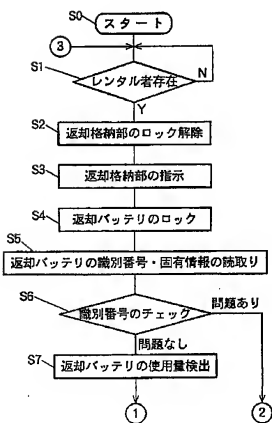 S0
スタート
3
S1
レンタル者存在
N
Y
S2
返却格納部のロック解除
S3
返却格納部の指示
S4
返却バッテリのロック
S5
返却バッテリの識別番号・固有情報の読取り
S6
問題あり
識別番号のチェック
問題なし
S7
返却バッテリの使用量検出
1
2